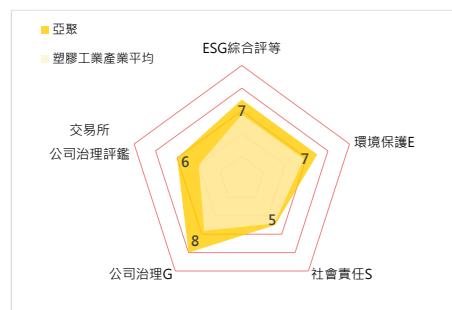 亞聚
塑膠工業產業平均
ESG綜合評等
7
環境保護E
7
社會責任S
5
公司治理G
8
交易所
公司治理評鑑
6